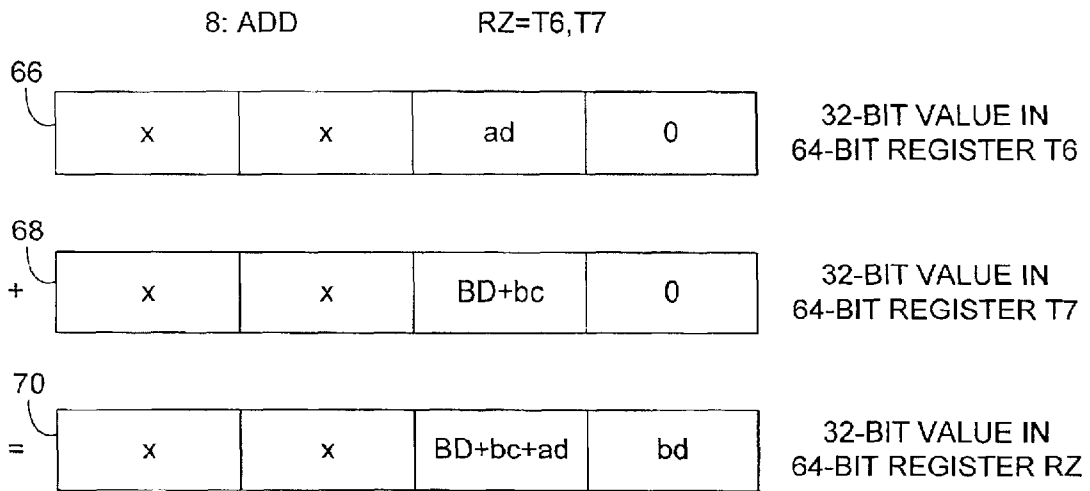 8: ADD RZ=T6,T7
66
x x ad 0
32-BIT VALUE IN
64-BIT REGISTER T6
68
+ x x BD+bc 0
32-BIT VALUE IN
64-BIT REGISTER T7
70
= x x BD+bc+ad bd
32-BIT VALUE IN
64-BIT REGISTER RZ